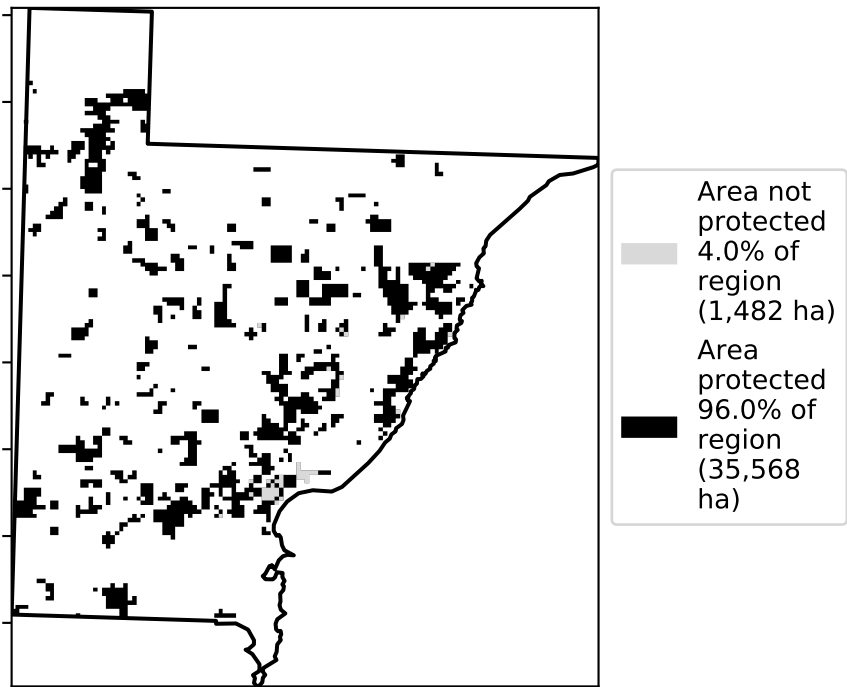 Area not
protected
4.0% of
region
(1,482 ha)
Area
protected
96.0% of
region
(35,568
ha)